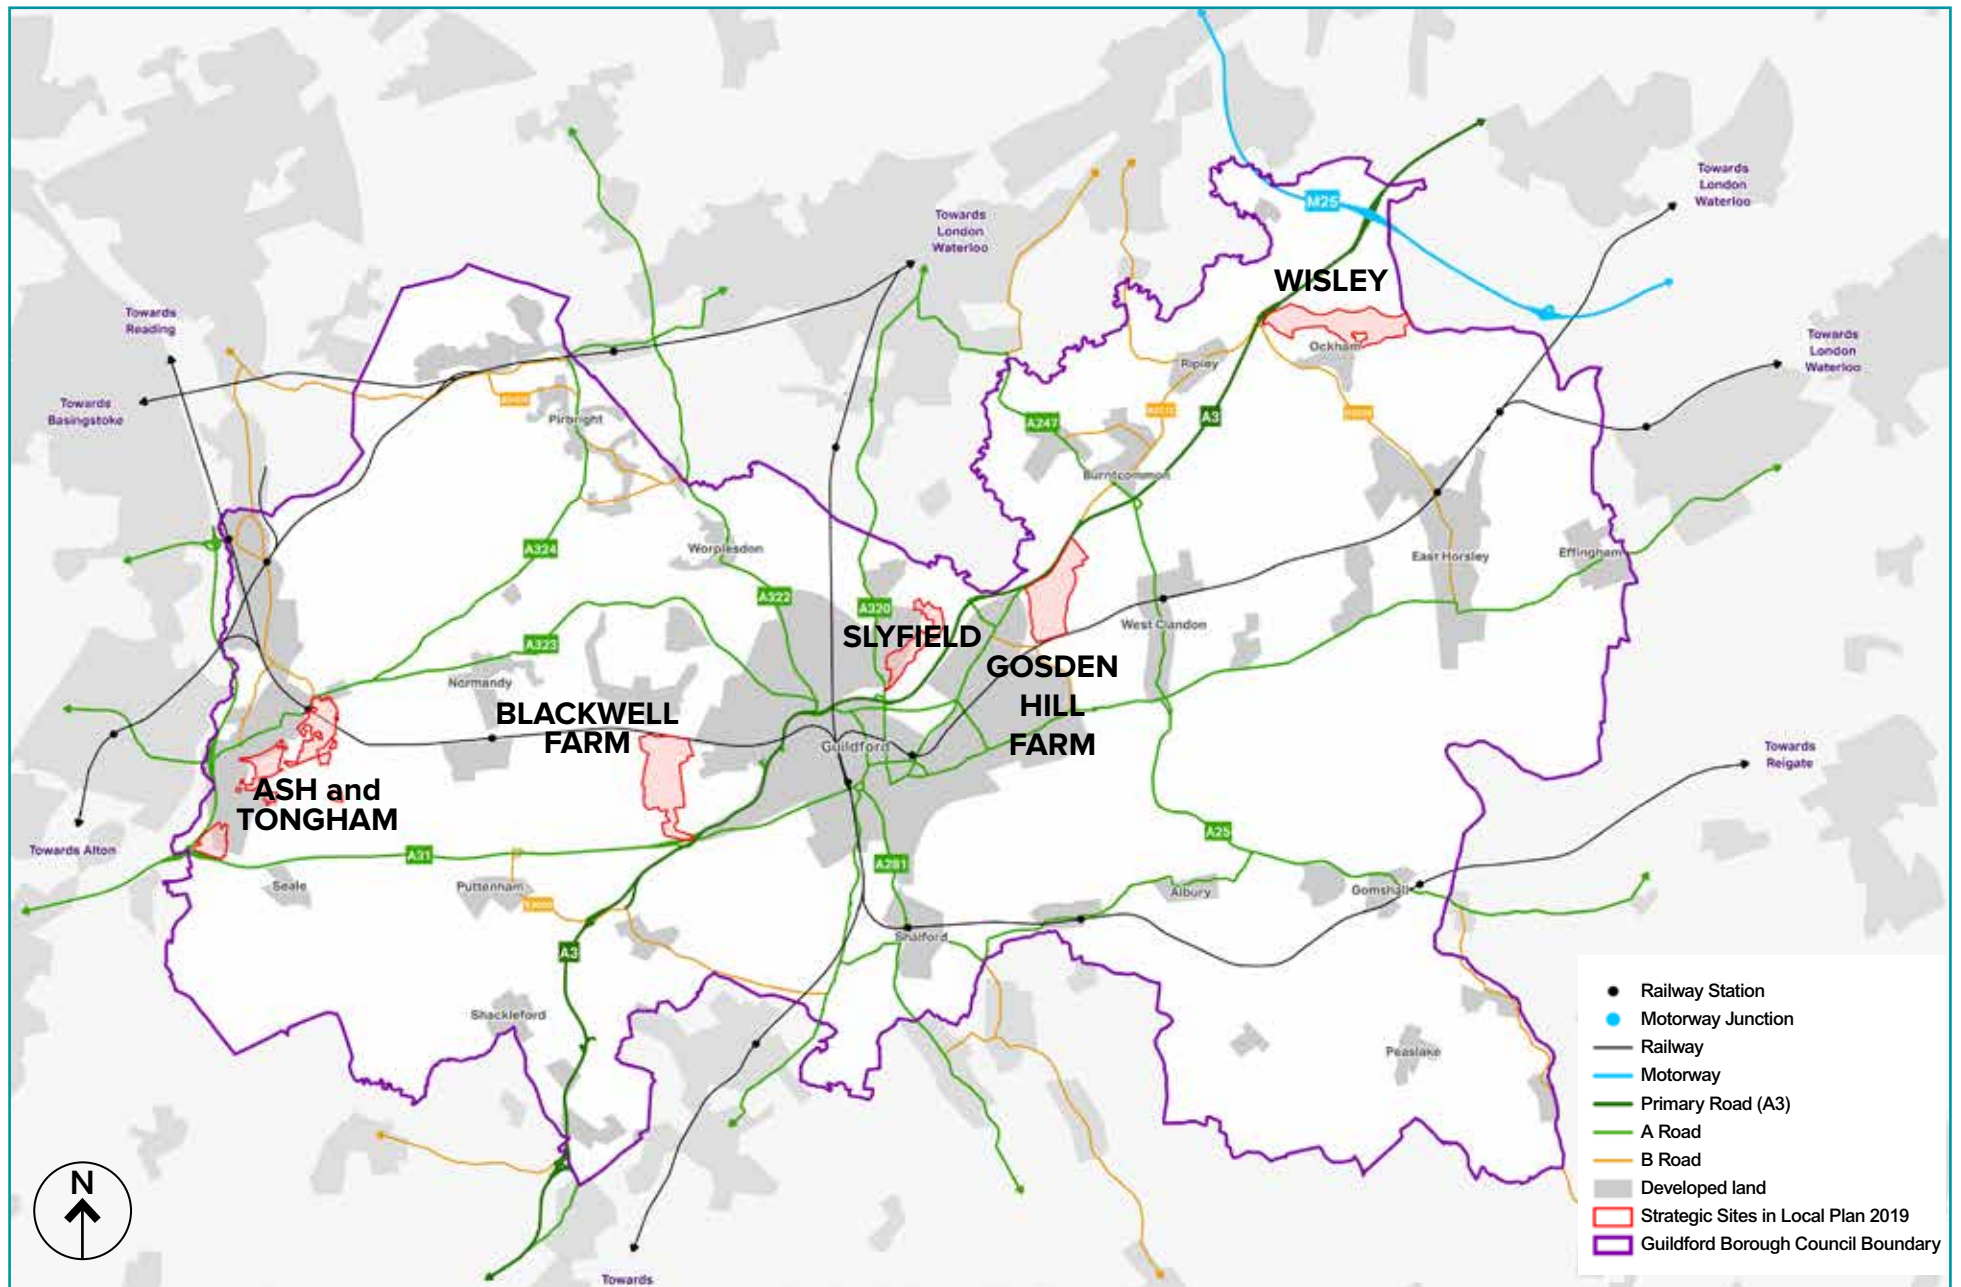 M25
Towards
London
Waterloo
Towards
London
Waterloo
WISLEY
Towards
Reading
Ockham
Ripley
Towards
London
Waterloo
Towards
Basingstoke
Pirbright
A247
A3
Burntcommon
A324
Worplesdon
East Horsley
Effingham
A322
A320
SLYFIELD
West Clandon
A323
Normandy
GOSDEN
HILL
FARM
BLACKWELL
FARM
Guildford
Towards
Reigate
ASH and
TONGHAM
Towards Alton
A31
A25
A281
Seale
Puttenham
Albury
Gomshall
B3000
Shalford
A3
Shackleford
Peaslake
Railway Station
Motorway Junction
Railway
Motorway
Primary Road (A3)
A Road
B Road
Developed land
Strategic Sites in Local Plan 2019
Guildford Borough Council Boundary
N
Towards